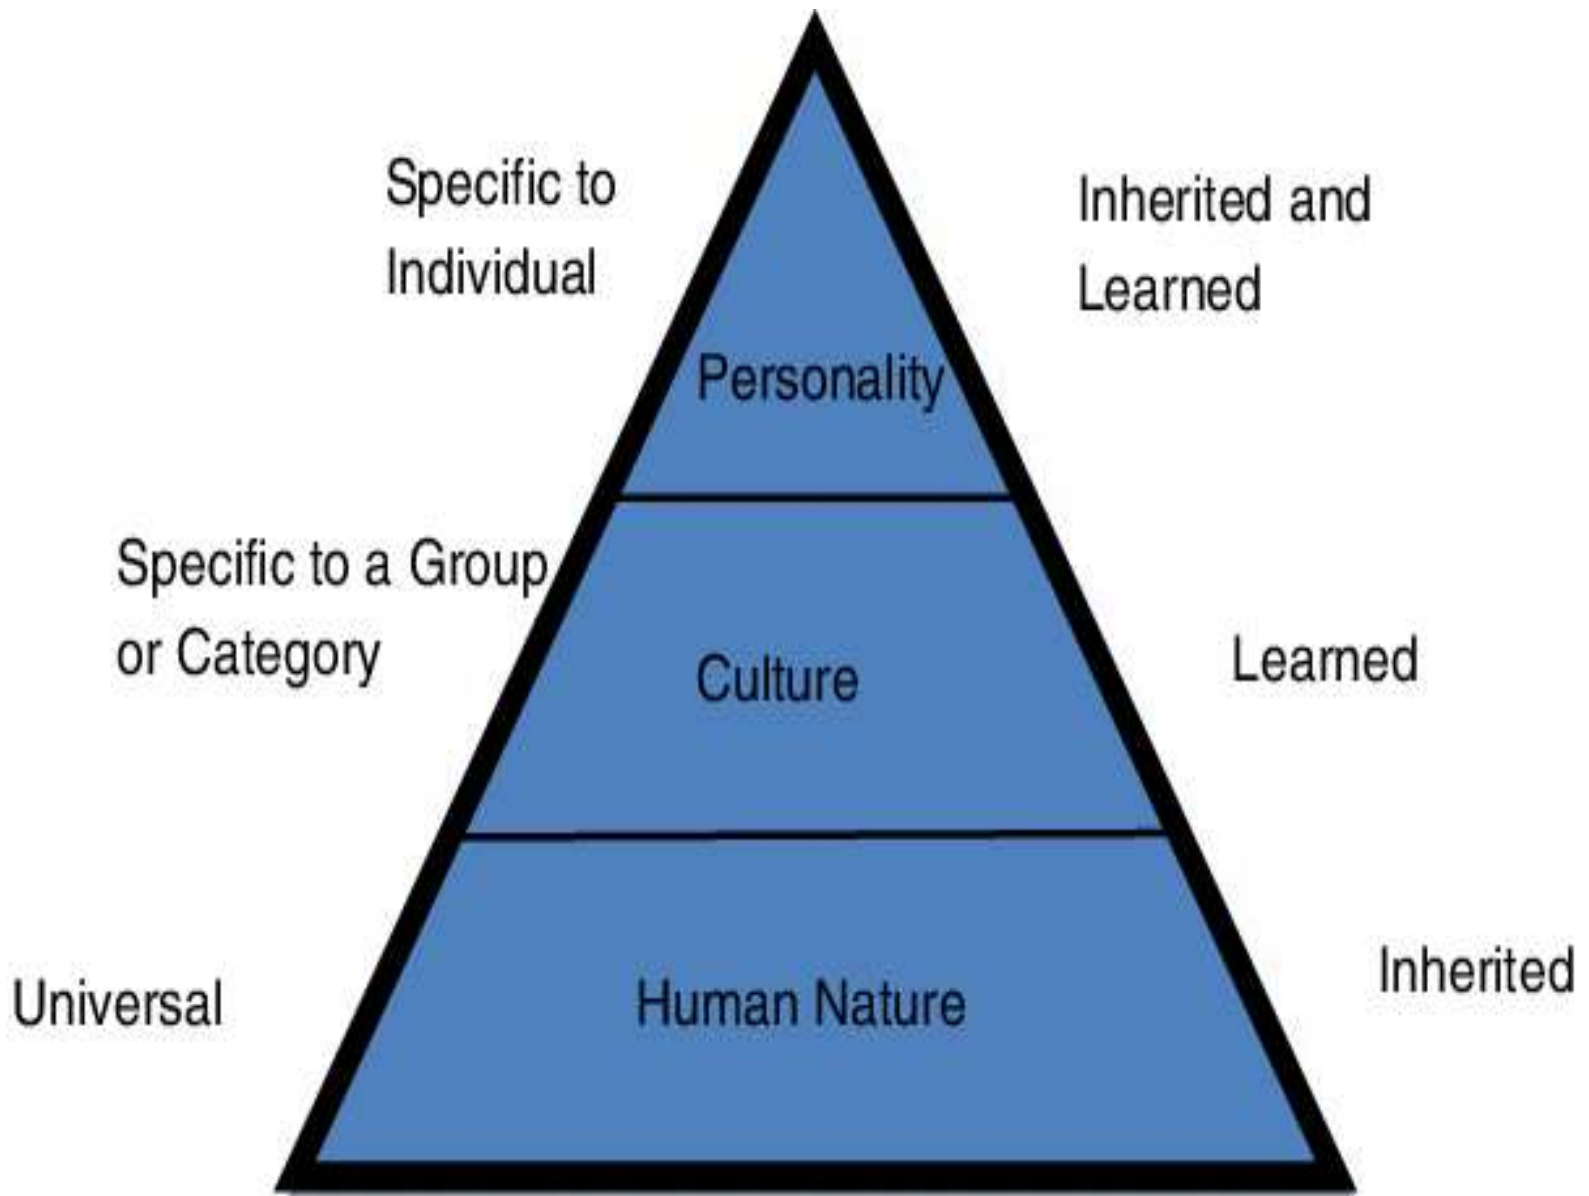 Specific to
Individual
Inherited and
Learned
Personality
Specific to a Group
or Category
Culture
Learned
Universal
Human Nature
Inherited